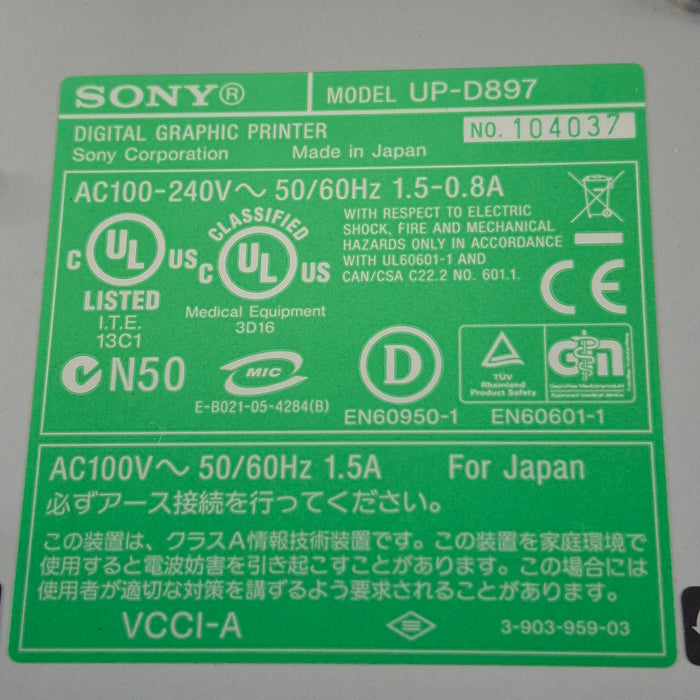 SONY®
MODEL UP-D897
DIGITAL GRAPHIC PRINTER
NO. 104037
Sony Corporation Made in Japan
AC100-240V～ 50/60Hz 1.5-0.8A
C UL US
LISTED
I.T.E.
13C1
CLASSIFIED
C UL US
Medical Equipment
3D16
WITH RESPECT TO ELECTRIC
SHOCK, FIRE AND MECHANICAL
HAZARDS ONLY IN ACCORDANCE
WITH UL60601-1 AND
CAN/CSA C22.2 NO. 601.1.
CE
N50
MIC
E-B021-05-4284(B)
D
EN60950-1
TÜV
Rheinland
Product Safety
Geprüftes Medizinprodukt
Approved medical device
EN60601-1
AC100V～ 50/60Hz 1.5A For Japan
必ずアース接続を行ってください。
この装置は、クラスA情報技術装置です。この装置を家庭環境で
使用すると電波妨害を引き起こすことがあります。この場合には
使用者が適切な対策を講ずるよう要求されることがあります。
VCCI-A
3-903-959-03